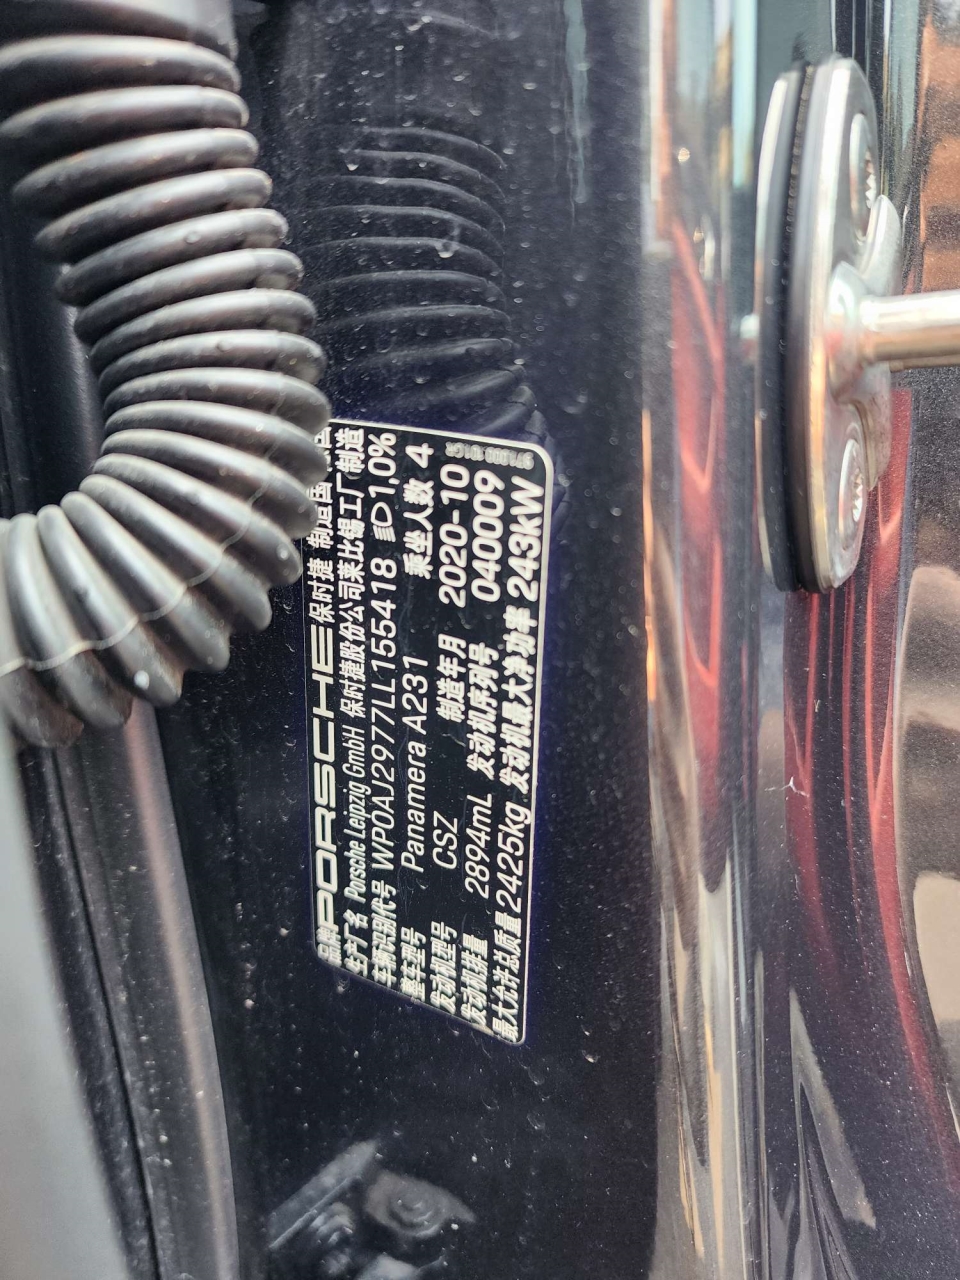 品牌 PORSCHE 保时捷 制造国
生产厂名 Porsche Leipzig GmbH 保时捷股份公司莱比锡工厂制造
车辆识别代号 WP0AJ2977LL155418 1,0%
整车型号 Panamera A231 乘坐人数 4
发动机型号 CSZ 制造年月 2020-10
发动机排量 2894mL 发动机序列号 040009
最大允许总质量 2425kg 发动机最大净功率 243kW